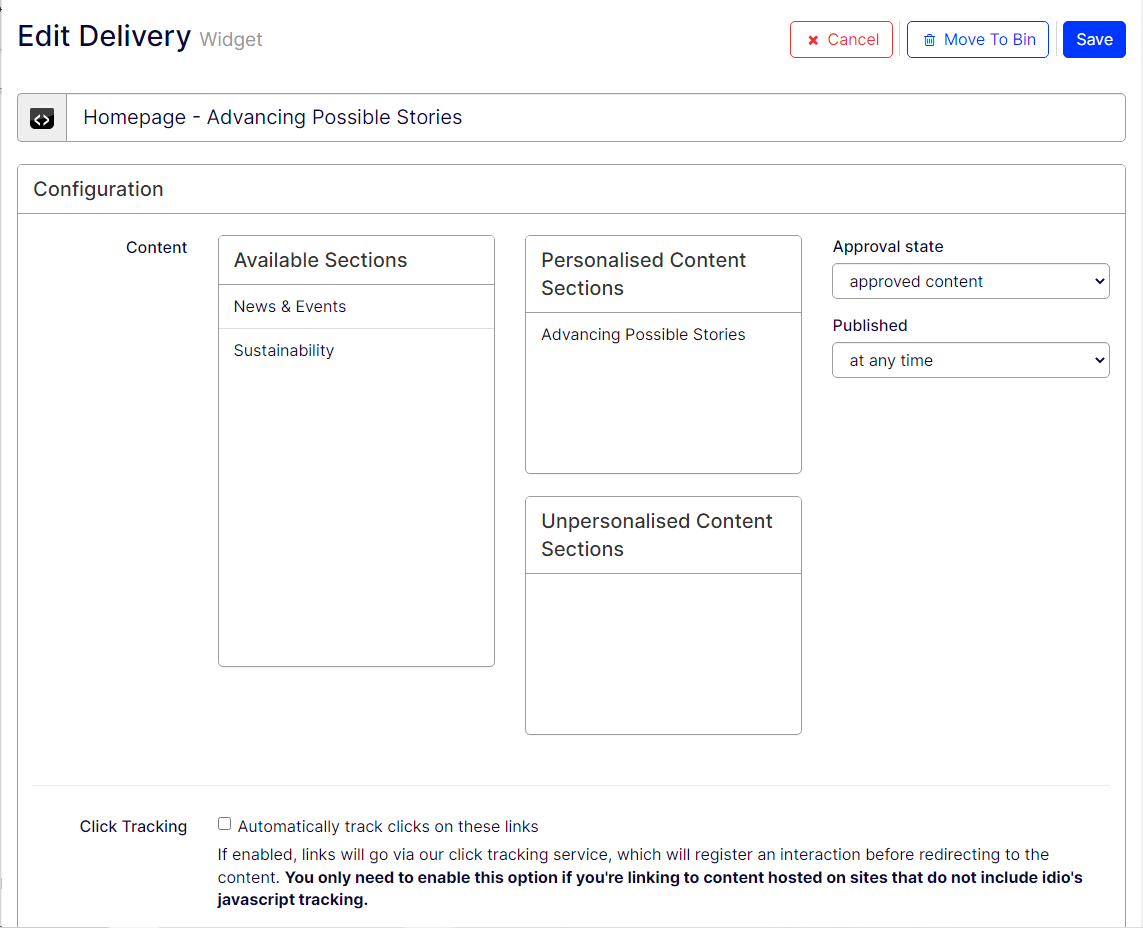 Edit Delivery Widget
Cancel
Move To Bin
Save
Homepage - Advancing Possible Stories
Configuration
Content
Available Sections
News & Events
Sustainability
Personalised Content
Sections
Advancing Possible Stories
Unpersonalised Content
Sections
Approval state
approved content
Published
at any time
Click Tracking
Automatically track clicks on these links
If enabled, links will go via our click tracking service, which will register an interaction before redirecting to the
content. You only need to enable this option if you're linking to content hosted on sites that do not include idio's
javascript tracking.